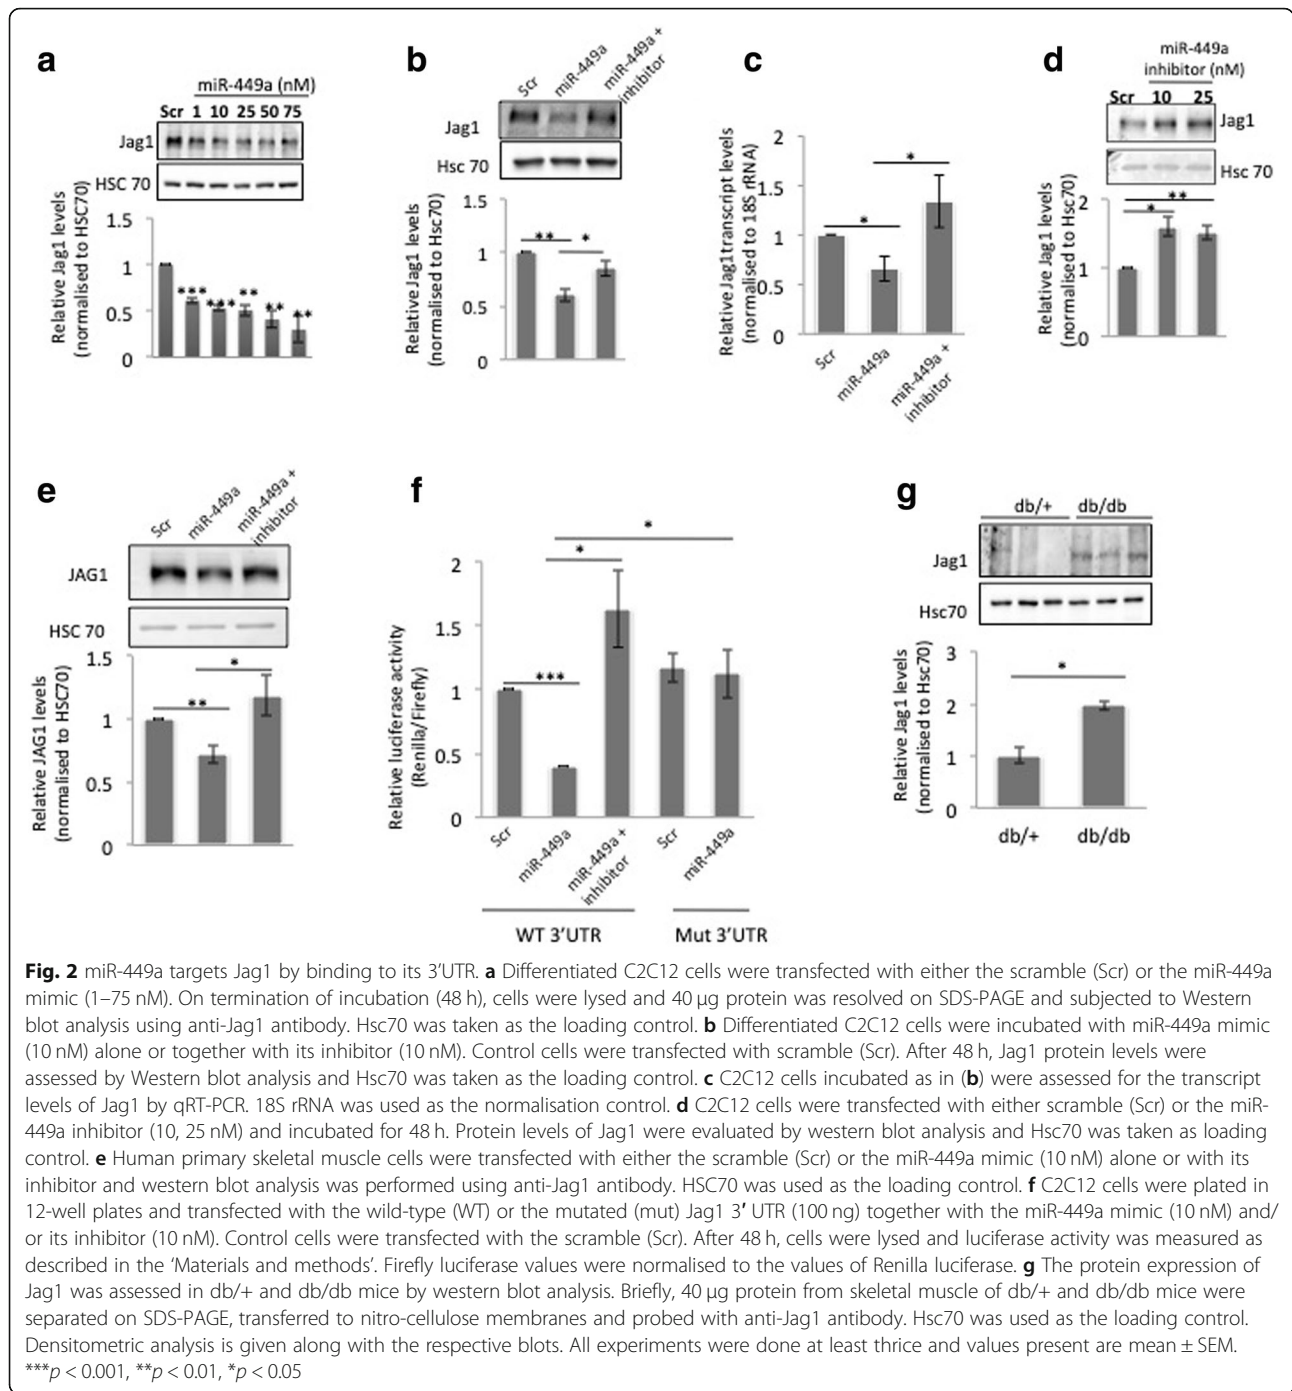 a
miR-449a (nM)
Scr 1 10 25 50 75
Jag1
HSC 70
Relative Jag1 levels
(normalised to HSC70)
1.5
1
0.5
0
***
***
**
**
**
b
Scr
miR-449a
miR-449a +
inhibitor
Jag1
Hsc 70
Relative Jag1 levels
(normalised to Hsc70)
1.5
1
0.5
0
**
*
c
Relative Jag1transcript levels
(normalised to 18S rRNA)
2
1.5
1
0.5
0
*
*
Scr
miR-449a
miR-449a +
inhibitor
d
miR-449a
inhibitor (nM)
Scr 10 25
Jag1
Hsc 70
Relative Jag1 levels
(normalised to Hsc70)
2
1
0
**
*
e
Scr
miR-449a
miR-449a +
inhibitor
JAG1
HSC 70
Relative JAG1 levels
(normalised to HSC70)
1.5
1
0.5
0
*
**
f
Relative luciferase activity
(Renilla/Firefly)
2
1.5
1
0.5
0
*
*
***
Scr
miR-449a
miR-449a +
inhibitor
Scr
miR-449a
WT 3'UTR
Mut 3'UTR
g
db/+ db/db
Jag1
Hsc70
Relative Jag1 levels
(normalised to Hsc70)
3
2
1
0
*
db/+ db/db
Fig. 2 miR-449a targets Jag1 by binding to its 3'UTR. a Differentiated C2C12 cells were transfected with either the scramble (Scr) or the miR-449a
mimic (1–75 nM). On termination of incubation (48 h), cells were lysed and 40 μg protein was resolved on SDS-PAGE and subjected to Western
blot analysis using anti-Jag1 antibody. Hsc70 was taken as the loading control. b Differentiated C2C12 cells were incubated with miR-449a mimic
(10 nM) alone or together with its inhibitor (10 nM). Control cells were transfected with scramble (Scr). After 48 h, Jag1 protein levels were
assessed by Western blot analysis and Hsc70 was taken as the loading control. c C2C12 cells incubated as in (b) were assessed for the transcript
levels of Jag1 by qRT-PCR. 18S rRNA was used as the normalisation control. d C2C12 cells were transfected with either scramble (Scr) or the miR-
449a inhibitor (10, 25 nM) and incubated for 48 h. Protein levels of Jag1 were evaluated by western blot analysis and Hsc70 was taken as loading
control. e Human primary skeletal muscle cells were transfected with either the scramble (Scr) or the miR-449a mimic (10 nM) alone or with its
inhibitor and western blot analysis was performed using anti-Jag1 antibody. HSC70 was used as the loading control. f C2C12 cells were plated in
12-well plates and transfected with the wild-type (WT) or the mutated (mut) Jag1 3′ UTR (100 ng) together with the miR-449a mimic (10 nM) and/
or its inhibitor (10 nM). Control cells were transfected with the scramble (Scr). After 48 h, cells were lysed and luciferase activity was measured as
described in the ‘Materials and methods’. Firefly luciferase values were normalised to the values of Renilla luciferase. g The protein expression of
Jag1 was assessed in db/+ and db/db mice by western blot analysis. Briefly, 40 μg protein from skeletal muscle of db/+ and db/db mice were
separated on SDS-PAGE, transferred to nitro-cellulose membranes and probed with anti-Jag1 antibody. Hsc70 was used as the loading control.
Densitometric analysis is given along with the respective blots. All experiments were done at least thrice and values present are mean ± SEM.
***p < 0.001, **p < 0.01, *p < 0.05